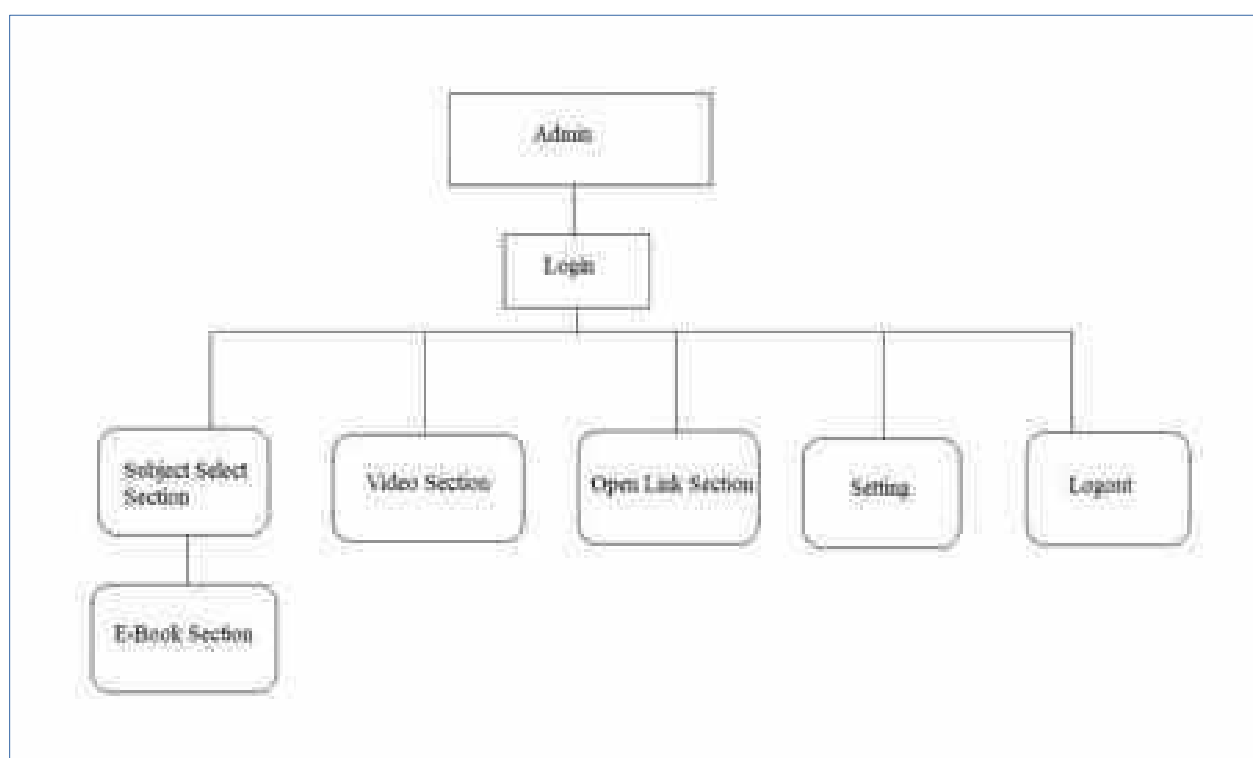 Admin
Login
Subject Select
Section
Video Section
Open Link Section
Setting
Logout
E-Book Section